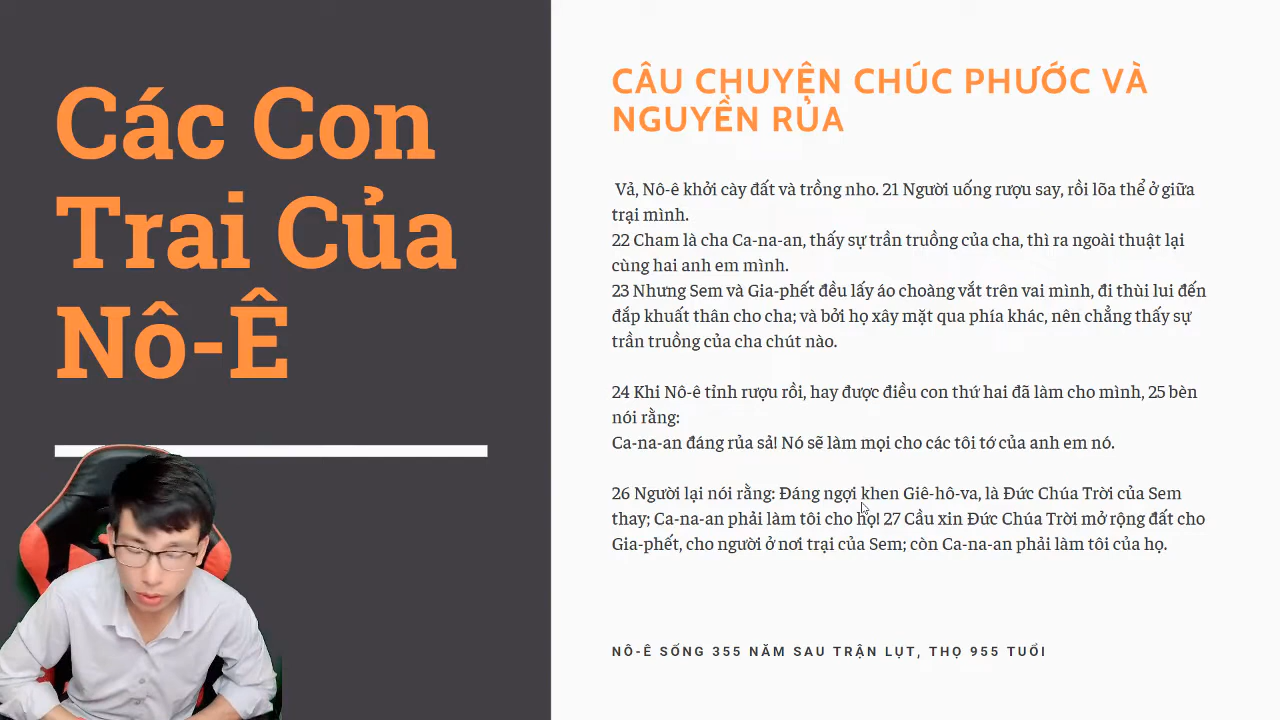 Các Con
Trai Của
Nô-Ê
CÂU CHUYỆN CHÚC PHƯỚC VÀ
NGUYỀN RỦA
Vả, Nô-ê khởi cày đất và trồng nho. 21 Người uống rượu say, rồi lõa thể ở giữa
trại mình.
22 Cham là cha Ca-na-an, thấy sự trần truồng của cha, thì ra ngoài thuật lại
cùng hai anh em mình.
23 Nhưng Sem và Gia-phết đều lấy áo choàng vắt trên vai mình, đi thùi lui đến
đắp khuất thân cho cha; và bởi họ xây mặt qua phía khác, nên chẳng thấy sự
trần truồng của cha chút nào.
24 Khi Nô-ê tỉnh rượu rồi, hay được điều con thứ hai đã làm cho mình, 25 bèn
nói rằng:
Ca-na-an đáng rủa sả! Nó sẽ làm mọi cho các tôi tớ của anh em nó.
26 Người lại nói rằng: Đáng ngợi khen Giê-hô-va, là Đức Chúa Trời của Sem
thay; Ca-na-an phải làm tôi cho họ! 27 Cầu xin Đức Chúa Trời mở rộng đất cho
Gia-phết, cho người ở nơi trại của Sem; còn Ca-na-an phải làm tôi của họ.
NÔ-Ê SỐNG 355 NĂM SAU TRẬN LỤT, THỌ 955 TUỔI